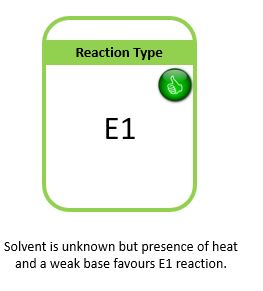 Reaction Type
E1
Solvent is unknown but presence of heat
and a weak base favours E1 reaction.